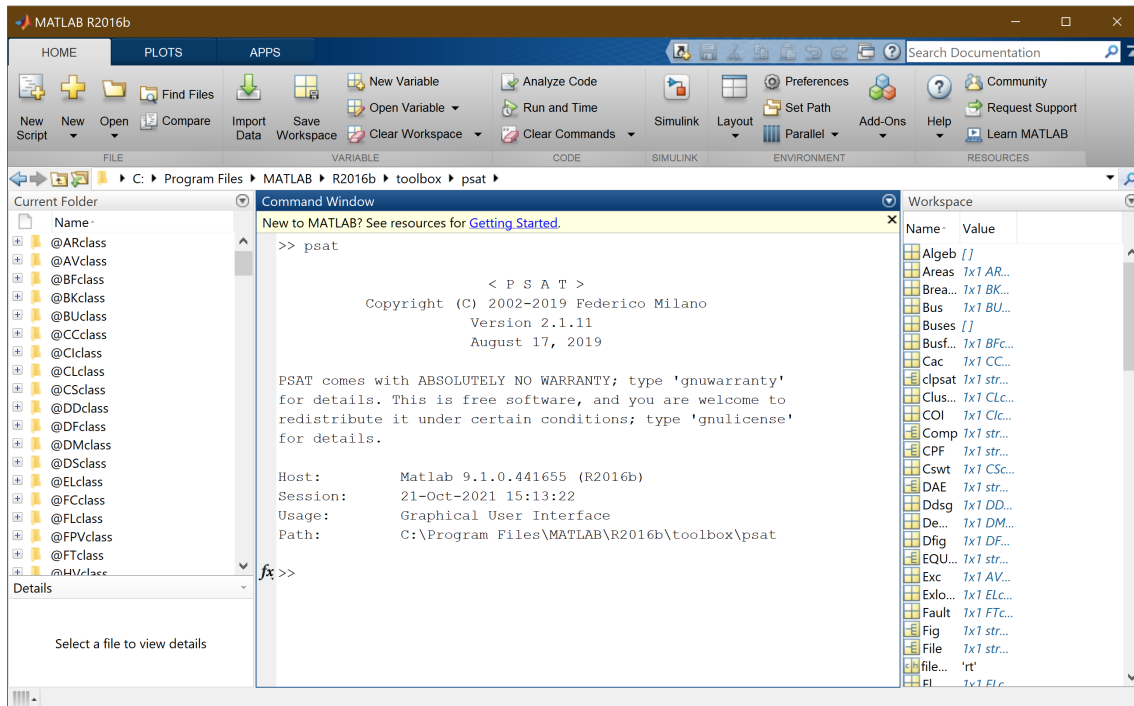 MATLAB R2016b
HOME PLOTS APPS
Search Documentation
New Script
New
Open
Find Files
Compare
Import Data
Save Workspace
New Variable
Open Variable
Clear Workspace
Analyze Code
Run and Time
Clear Commands
Simulink
Layout
Preferences
Set Path
Parallel
Add-Ons
Help
Community
Request Support
Learn MATLAB
FILE VARIABLE CODE SIMULINK ENVIRONMENT RESOURCES
C: Program Files MATLAB R2016b toolbox psat
Current Folder
Name
@ARclass
@AVclass
@BFclass
@BKclass
@BUclass
@CCclass
@CIclass
@CLclass
@CSclass
@DDclass
@DFclass
@DMclass
@DSclass
@ELclass
@FCclass
@FLclass
@FPVclass
@FTclass
@HVclass
Details
Select a file to view details
Command Window
New to MATLAB? See resources for Getting Started.
>> psat
< P S A T >
Copyright (C) 2002-2019 Federico Milano
Version 2.1.11
August 17, 2019
PSAT comes with ABSOLUTELY NO WARRANTY; type 'gnuwarranty'
for details. This is free software, and you are welcome to
redistribute it under certain conditions; type 'gnulicense'
for details.
Host: Matlab 9.1.0.441655 (R2016b)
Session: 21-Oct-2021 15:13:22
Usage: Graphical User Interface
Path: C:\Program Files\MATLAB\R2016b\toolbox\psat
fx >>
Workspace
Name Value
Algeb []
Areas 1x1 AR...
Brea... 1x1 BK...
Bus 1x1 BU...
Buses []
Busf... 1x1 BFc...
Cac 1x1 CC...
clpsat 1x1 str...
Clus... 1x1 CLc...
COI 1x1 CIc...
Comp 1x1 str...
CPF 1x1 str...
Cswt 1x1 CSc...
DAE 1x1 str...
Ddsg 1x1 DD...
De... 1x1 DM...
Dfig 1x1 DF...
EQU... 1x1 str...
Exc 1x1 AV...
Exlo... 1x1 ELc...
Fault 1x1 FTc...
Fig 1x1 str...
File 1x1 str...
file... 'rt'
Fl 1x1 FLc...